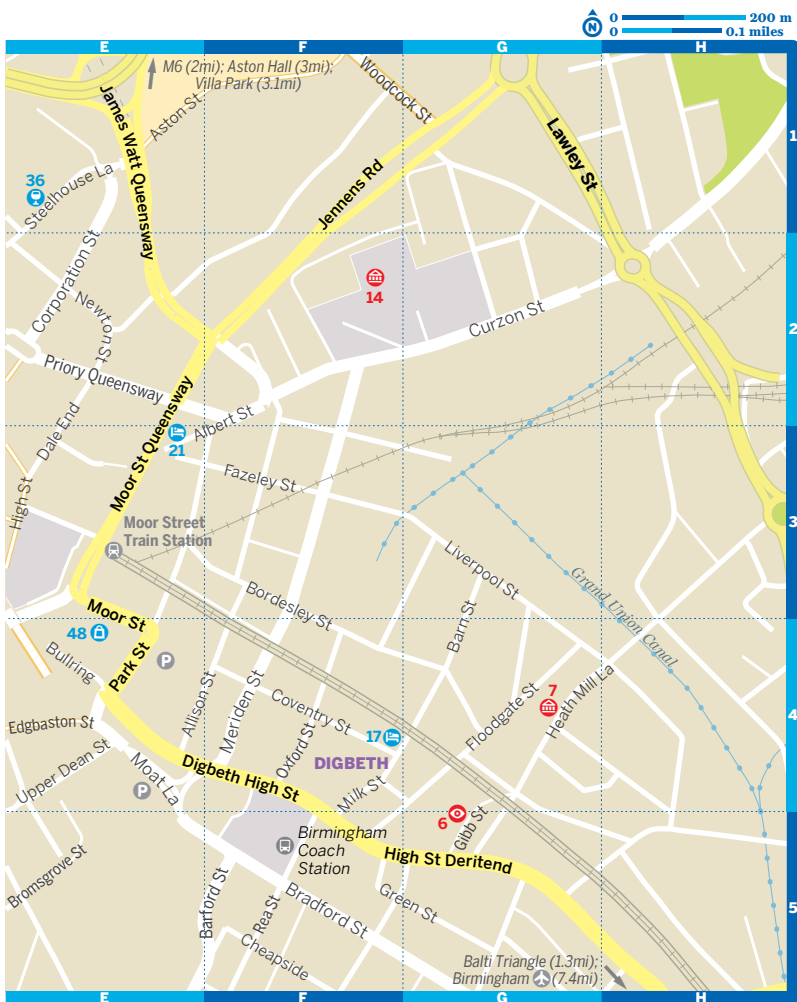 0 200 m
N
0 0.1 miles
E F G H
M6 (2mi); Aston Hall (3mi);
Villa Park (3.1mi)
Woodcock St
James Watt Queensway
Aston St
Lawley St
1
36
Steelhouse La
Jennens Rd
Corporation St
14
Newton St
Curzon St
2
Priory Queensway
Moor St Queensway
Albert St
Dale End
21
Fazeley St
High St
Moor Street
Train Station
3
Liverpool St
Grand Union Canal
Bordesley St
Moor St
Barn St
48
P
Bullring
Park St
Allison St
Meriden St
Coventry St
Floodgate St
7
Heath Mill La
4
Edgbaston St
17
Oxford St
DIGBETH
Upper Dean St
Moat La
Digbeth High St
Milk St
P
6
Gibb St
Birmingham
Coach
Station
High St Deritend
Bromsgrove St
Barford St
Rea St
Bradford St
Green St
5
Cheapside
Balti Triangle (1.3mi);
Birmingham (7.4mi)
E F G H